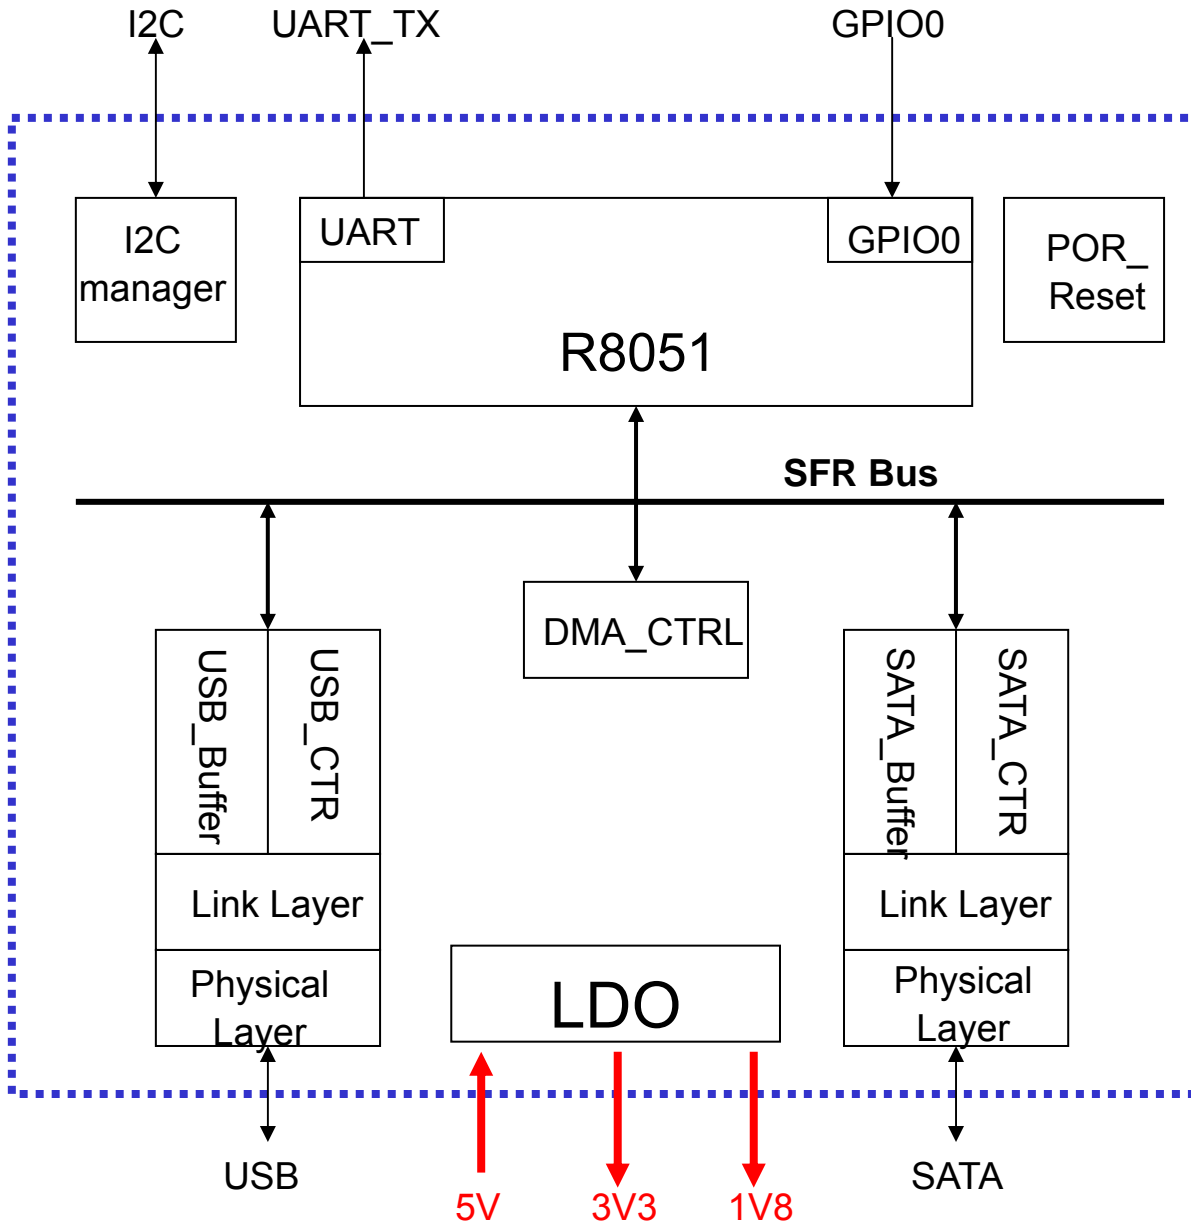 I2C
UART_TX
GPIO0
I2C
manager
UART
GPIO0
POR_
Reset
R8051
SFR Bus
DMA_CTRL
USB_Buffer
USB_CTR
SATA_Buffer
SATA_CTR
Link Layer
Link Layer
Physical
Layer
LDO
Physical
Layer
USB
SATA
5V
3V3
1V8